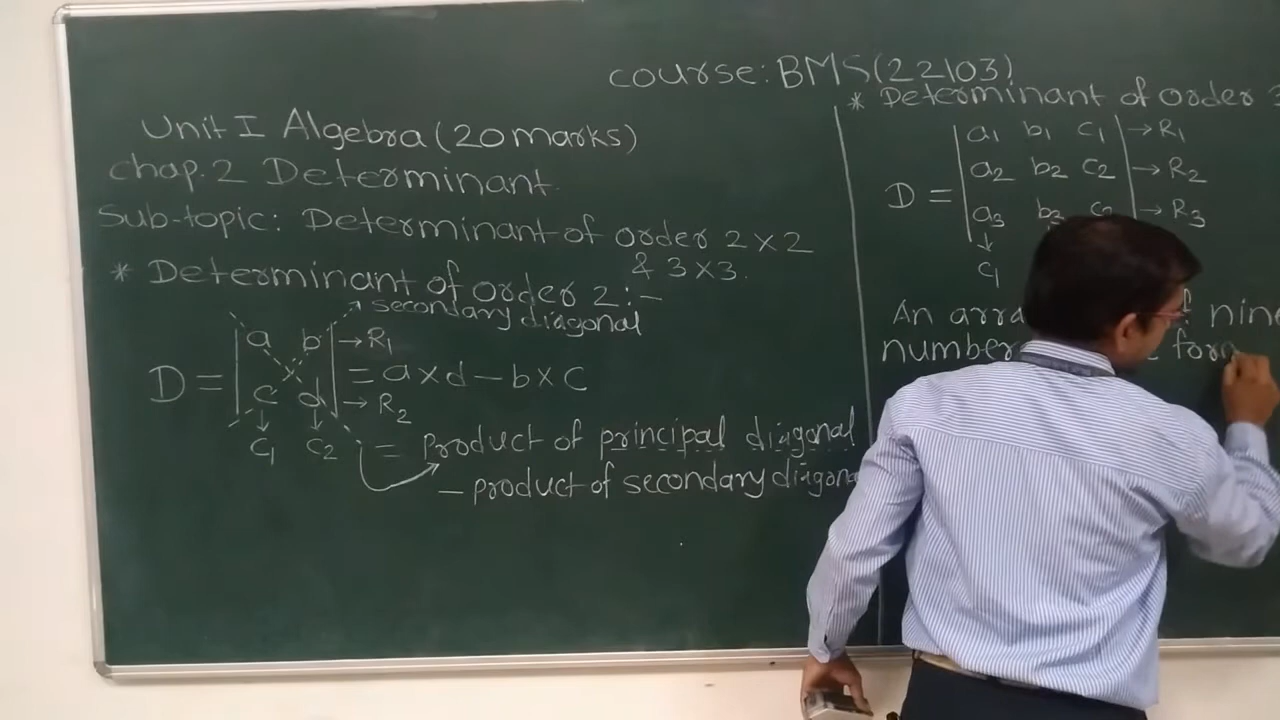 course: BMS(22103)
Unit I Algebra (20 marks)
chap.2 Determinant.
Sub-topic: Determinant of order 2×2
& 3×3.
* Determinant of order 2:-
secondary diagonal
a b →R1
D = = a×d – b×c
c d →R2
C1 C2
= product of principal diagonal
– product of secondary diagonal
* Determinant of order
a1 b1 c1 →R1
a2 b2 c2 →R2
D =
a3 b3 →R3
C1
An nine
number form